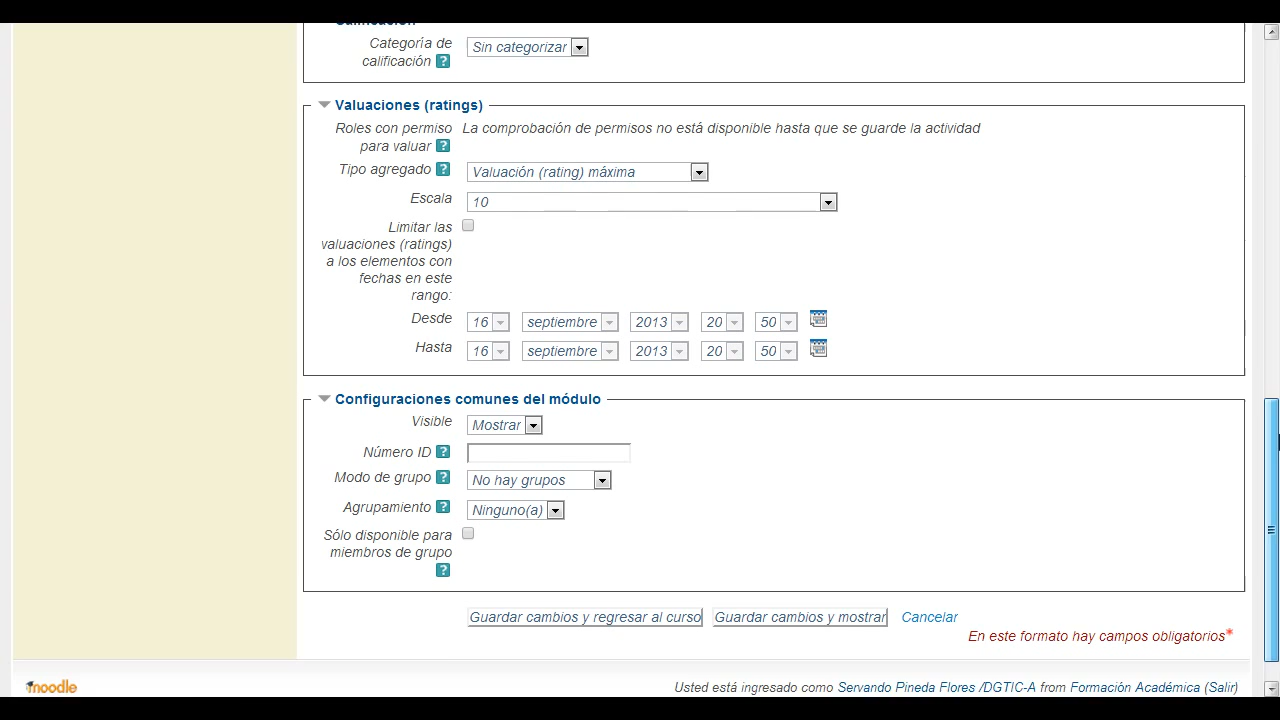 Calificación
Categoría de calificación ? Sin categorizar
Valuaciones (ratings)
Roles con permiso para valuar ? La comprobación de permisos no está disponible hasta que se guarde la actividad
Tipo agregado ? Valuación (rating) máxima
Escala 10
Limitar las
valuaciones (ratings)
a los elementos con
fechas en este
rango:
Desde 16 septiembre 2013 20 50
Hasta 16 septiembre 2013 20 50
Configuraciones comunes del módulo
Visible Mostrar
Número ID ?
Modo de grupo ? No hay grupos
Agrupamiento ? Ninguno(a)
Sólo disponible para
miembros de grupo
?
Guardar cambios y regresar al curso Guardar cambios y mostrar Cancelar
En este formato hay campos obligatorios*
moodle
Usted está ingresado como Servando Pineda Flores /DGTIC-A from Formación Académica (Salir)